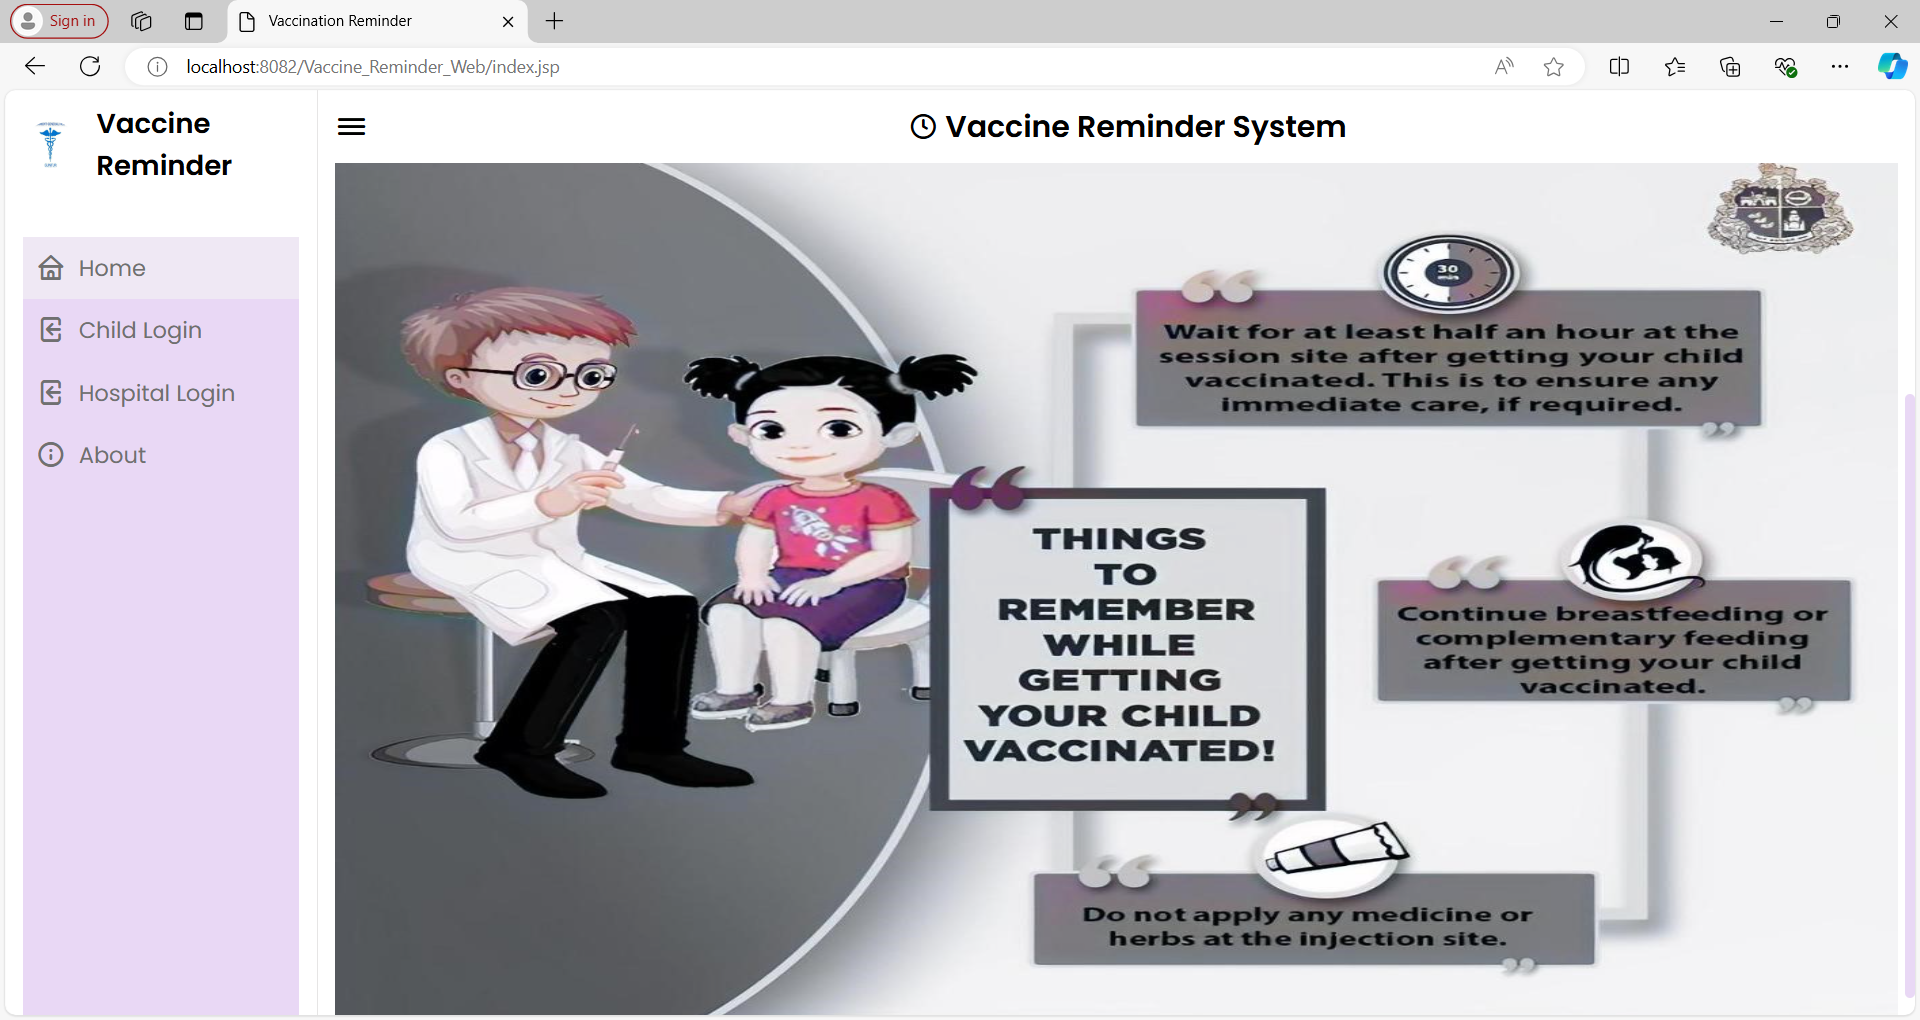 Sign in
Vaccination Reminder
localhost:8082/Vaccine_Reminder_Web/index.jsp
Vaccine
Reminder
Vaccine Reminder System
Home
Child Login
Hospital Login
About
30
min
Wait for at least half an hour at the
session site after getting your child
vaccinated. This is to ensure any
immediate care, if required.
THINGS
TO
REMEMBER
WHILE
GETTING
YOUR CHILD
VACCINATED!
Continue breastfeeding or
complementary feeding
after getting your child
vaccinated.
Do not apply any medicine or
herbs at the injection site.